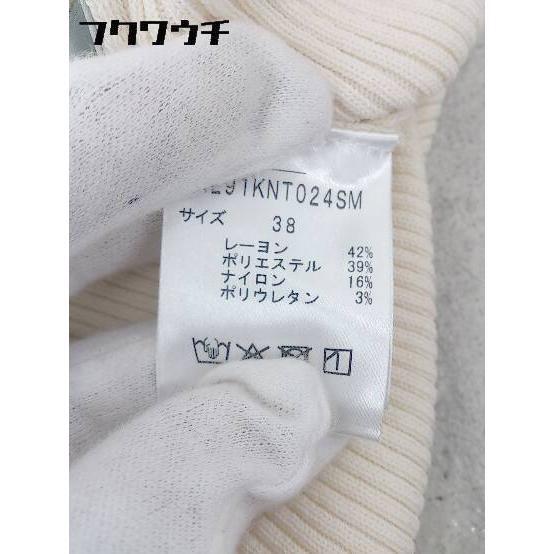 フクワウチ
291KNT024SM
サイズ 38
レーヨン 42%
ポリエステル 39%
ナイロン 16%
ポリウレタン 3%